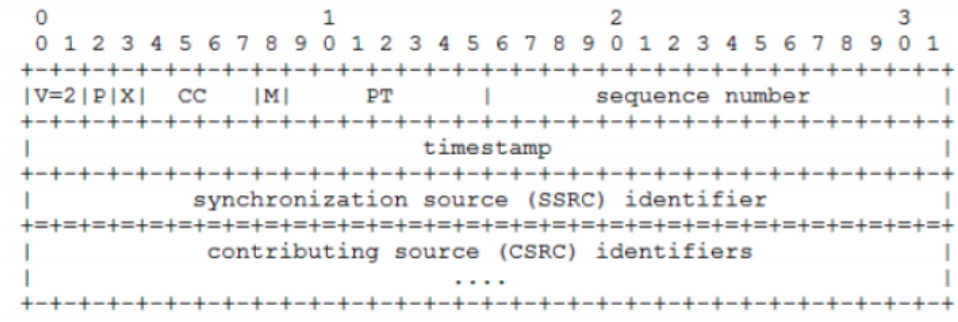 0                   1                   2                   3
0 1 2 3 4 5 6 7 8 9 0 1 2 3 4 5 6 7 8 9 0 1 2 3 4 5 6 7 8 9 0 1
+-+-+-+-+-+-+-+-+-+-+-+-+-+-+-+-+-+-+-+-+-+-+-+-+-+-+-+-+-+-+-+-+
|V=2|P|X|  CC   |M|     PT      |       sequence number         |
+-+-+-+-+-+-+-+-+-+-+-+-+-+-+-+-+-+-+-+-+-+-+-+-+-+-+-+-+-+-+-+-+
|                           timestamp                           |
+-+-+-+-+-+-+-+-+-+-+-+-+-+-+-+-+-+-+-+-+-+-+-+-+-+-+-+-+-+-+-+-+
|           synchronization source (SSRC) identifier            |
+=+=+=+=+=+=+=+=+=+=+=+=+=+=+=+=+=+=+=+=+=+=+=+=+=+=+=+=+=+=+=+=+
|            contributing source (CSRC) identifiers             |
|                             ....                              |
+-+-+-+-+-+-+-+-+-+-+-+-+-+-+-+-+-+-+-+-+-+-+-+-+-+-+-+-+-+-+-+-+